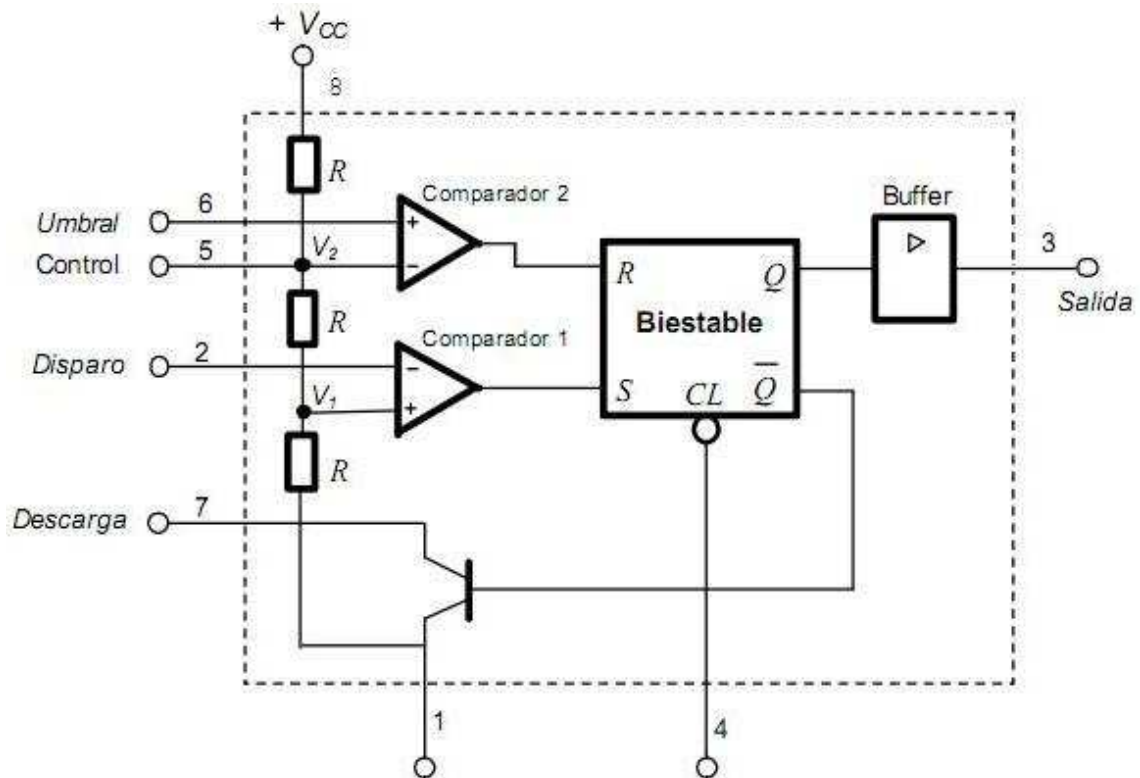 + VCC
8
R
Comparador 2
Buffer
Umbral
6
+
3
Control
5
V2
−
R
Q
Salida
R
Biestable
Comparador 1
Disparo
2
−
V1
+
S
CL
Q
R
Descarga
7
1
4